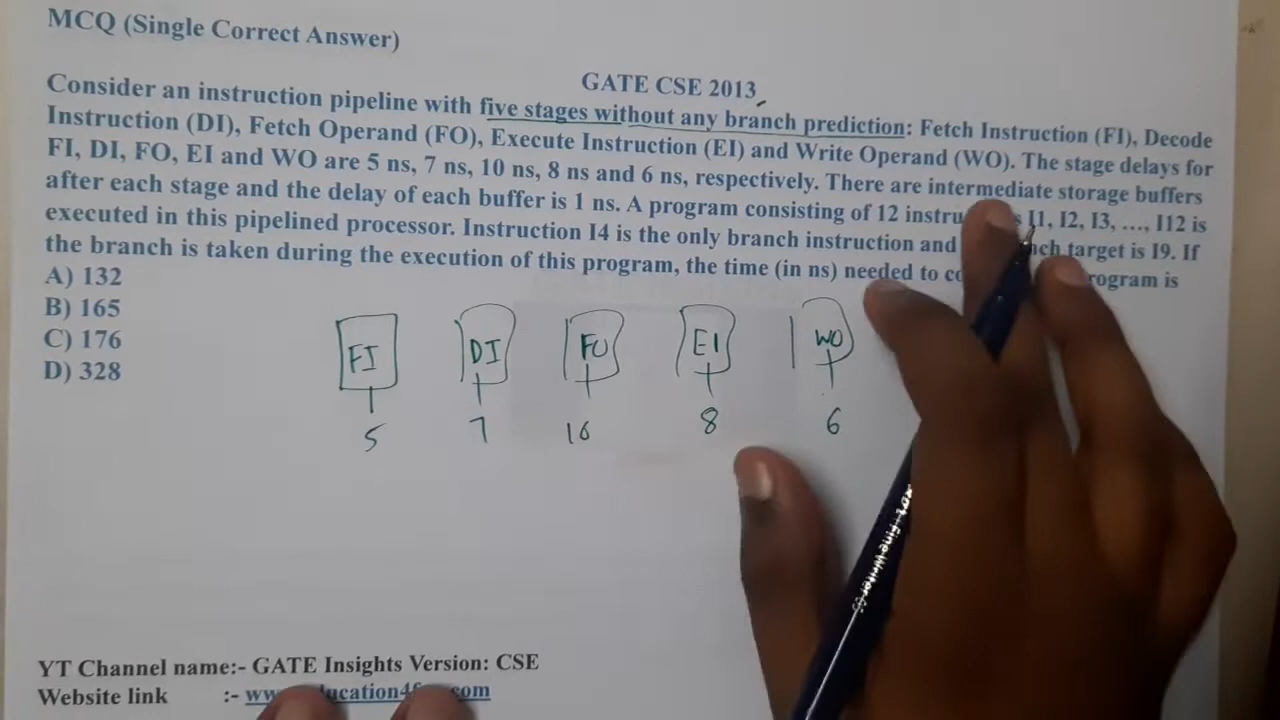 MCQ (Single Correct Answer)
GATE CSE 2013
Consider an instruction pipeline with five stages without any branch prediction: Fetch Instruction (FI), Decode
Instruction (DI), Fetch Operand (FO), Execute Instruction (EI) and Write Operand (WO). The stage delays for
FI, DI, FO, EI and WO are 5 ns, 7 ns, 10 ns, 8 ns and 6 ns, respectively. There are intermediate storage buffers
after each stage and the delay of each buffer is 1 ns. A program consisting of 12 I1, I2, I3, ..., I12 is
executed in this pipelined processor. Instruction I4 is the only branch instruction and target is I9. If
the branch is taken during the execution of this program, the time (in ns) needed to is
A) 132
B) 165
C) 176
D) 328
FI DI FO EI WO
5 7 10 8 6
YT Channel name:- GATE Insights Version: CSE
Website link :-